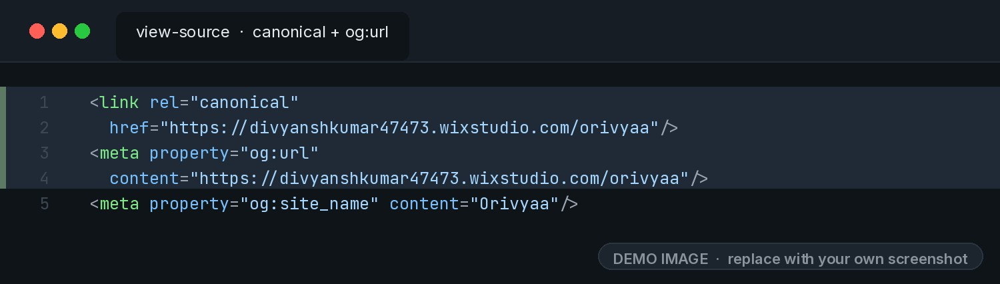 view-source · canonical + og:url
1 <link rel="canonical"
2 href="https://divyanshkumar47473.wixstudio.com/orivyaa"/>
3 <meta property="og:url"
4 content="https://divyanshkumar47473.wixstudio.com/orivyaa"/>
5 <meta property="og:site_name" content="Orivyaa"/>
DEMO IMAGE · replace with your own screenshot